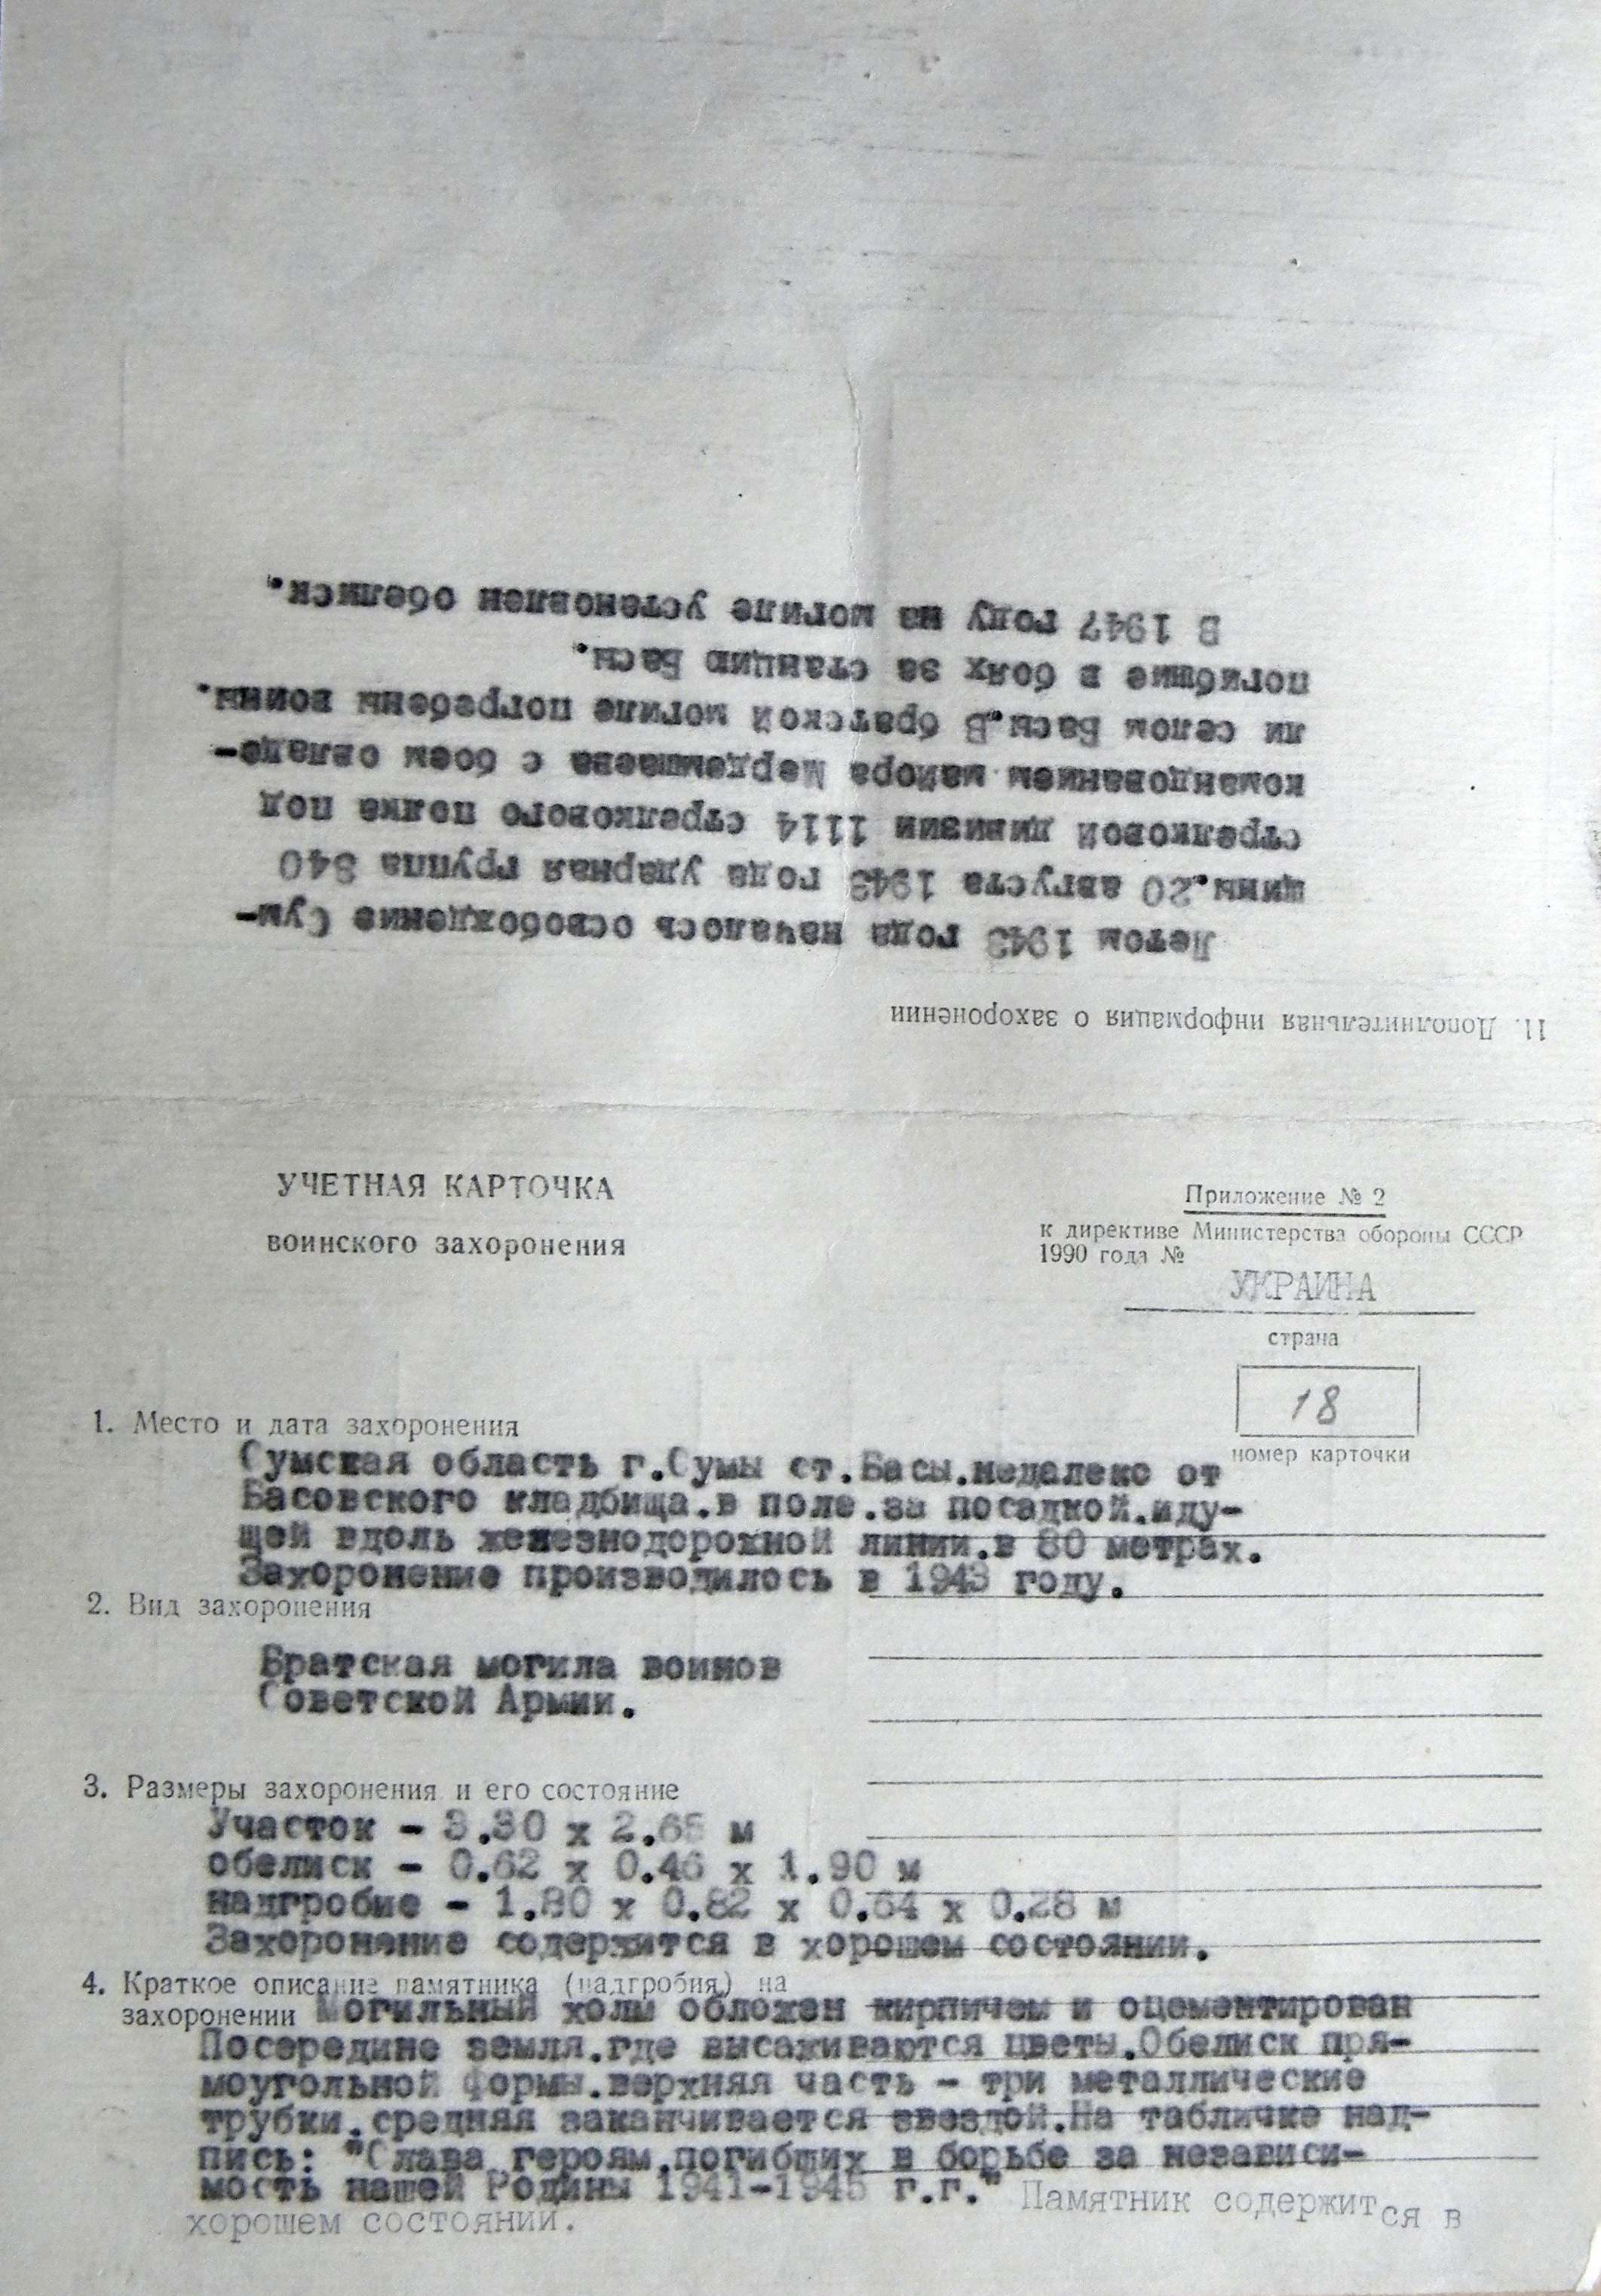 11. Дополнительная информация о захоронении
Летом 1943 года началось освобождение Сум-
щины.20 августа 1943 года ударная группа 340
стрелковой дивизии 1114 стрелкового полка под
командованием майора Мердемшаева с боем овладе-
ли селом Басы.В братской могиле погребены воины.
погибшие в боях за станцию Басы.
В 1947 году на могиле установлен обелиск.
УЧЕТНАЯ КАРТОЧКА
воинского захоронения
Приложение № 2
к директиве Министерства обороны СССР
1990 года №
УКРАИНА
страна
18
номер карточки
1. Место и дата захоронения
Сумская область г.Сумы ст.Басы.недалеко от
Басовского кладбища.в поле.за посадкой.иду-
щей вдоль железнодорожной линии.в 80 метрах.
Захоронение производилось в 1943 году.
2. Вид захоронения
Братская могила воинов
Советской Армии.
3. Размеры захоронения и его состояние
Участок - 3.30 х 2.65 м
обелиск - 0.62 х 0.46 х 1.90 м
надгробие - 1.80 х 0.82 х 0.64 х 0.28 м
Захоронение содержится в хорошем состоянии.
4. Краткое описание памятника (надгробия) на
захоронении Могильный холм обложен кирпичем и оцементирован
Посередине земля.где высаживаются цветы.Обелиск пря-
моугольной формы.верхняя часть - три металлические
трубки.средняя заканчивается звездой.На табличке над-
пись: "Слава героям.погибших в борьбе за независи-
мость нашей Родины 1941-1945 г.г." Памятник содержится в
хорошем состоянии.